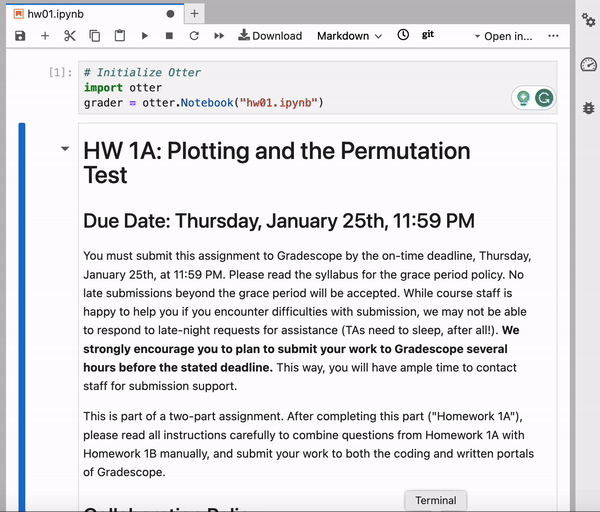 hw01.ipynb
Download
Markdown
git
Open in...
[1]:
# Initialize Otter
import otter
grader = otter.Notebook("hw01.ipynb")
HW 1A: Plotting and the Permutation
Test
Due Date: Thursday, January 25th, 11:59 PM
You must submit this assignment to Gradescope by the on-time deadline, Thursday,
January 25th, at 11:59 PM. Please read the syllabus for the grace period policy. No
late submissions beyond the grace period will be accepted. While course staff is
happy to help you if you encounter difficulties with submission, we may not be able
to respond to late-night requests for assistance (TAs need to sleep, after all!). We
strongly encourage you to plan to submit your work to Gradescope several
hours before the stated deadline. This way, you will have ample time to contact
staff for submission support.
This is part of a two-part assignment. After completing this part ("Homework 1A"),
please read all instructions carefully to combine questions from Homework 1A with
Homework 1B manually, and submit your work to both the coding and written portals
of Gradescope.
Terminal